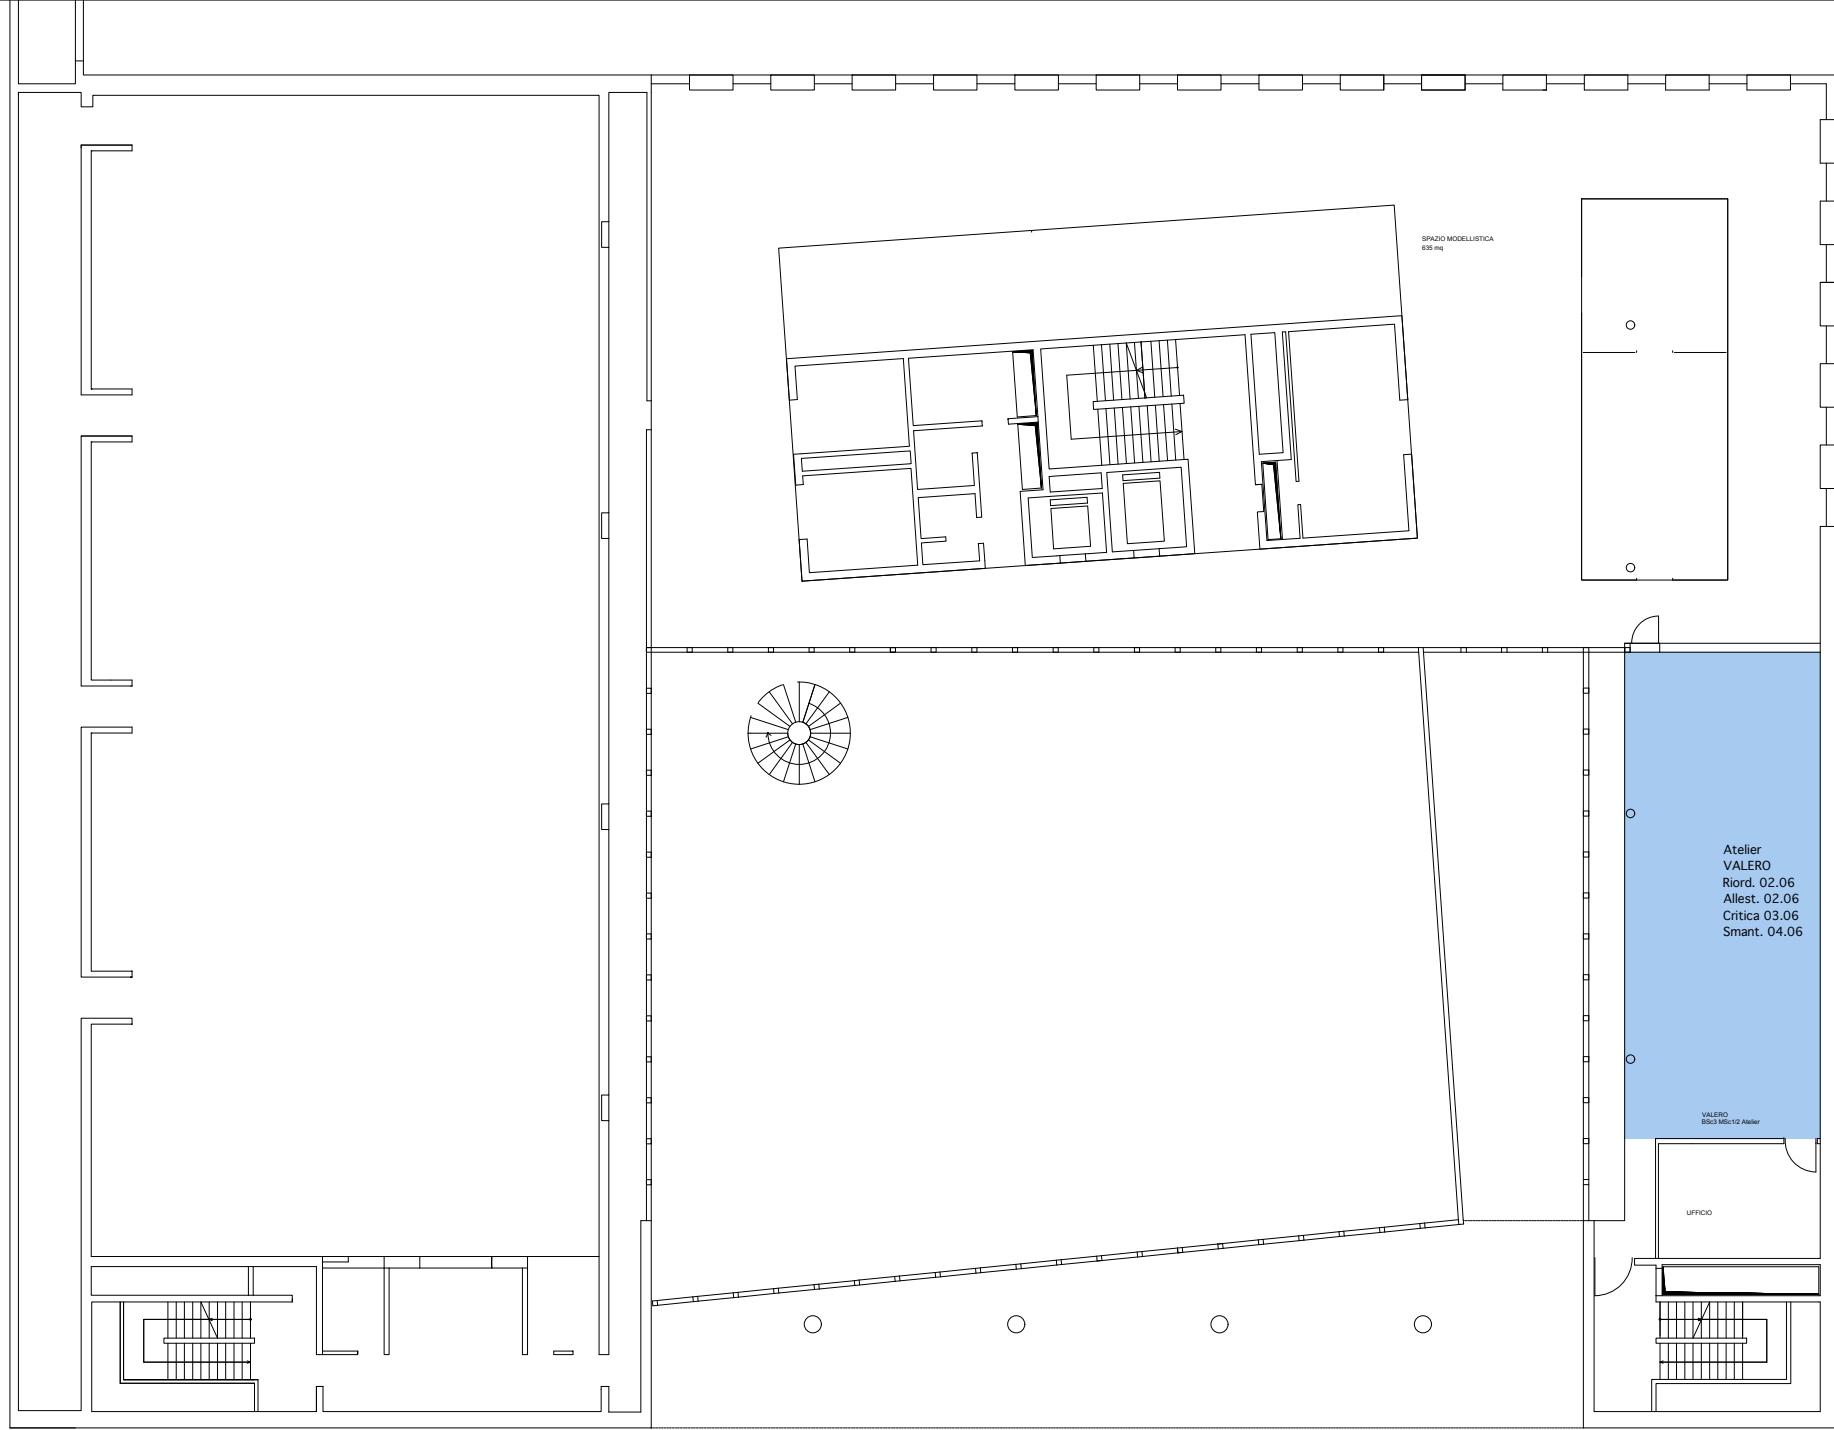 SPAZIO MODELLISTICA
635 mq
Atelier
VALERO
Riord. 02.06
Allest. 02.06
Critica 03.06
Smant. 04.06
VALERO
BSc3 MSc1/2 Atelier
UFFICIO